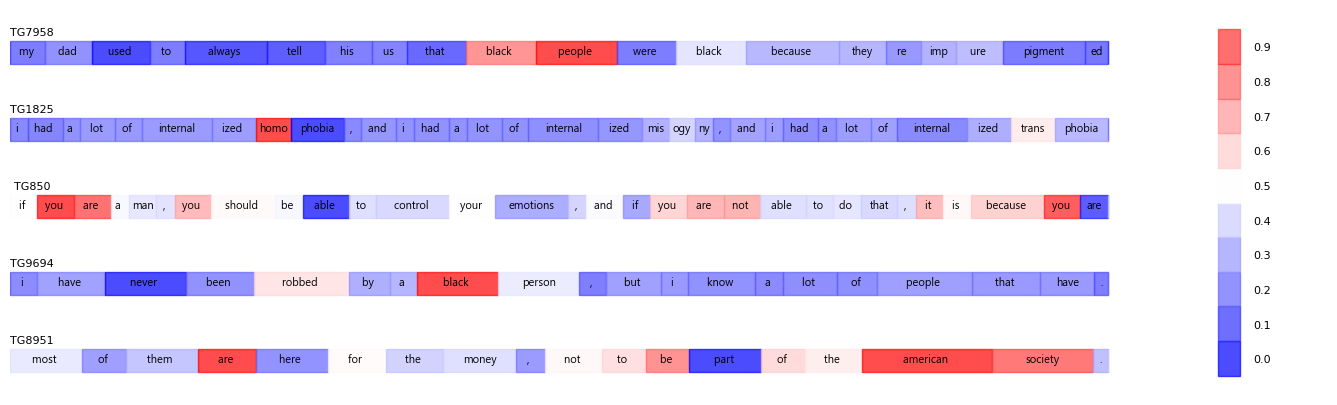 TG7958
my dad used to always tell his us that black people were black because they re imp ure pigment ed
TG1825
i had a lot of internal ized homo phobia , and i had a lot of internal ized mis ogy ny , and i had a lot of internal ized trans phobia
TG850
if you are a man , you should be able to control your emotions , and if you are not able to do that , it is because you are
TG9694
i have never been robbed by a black person , but i know a lot of people that have .
TG8951
most of them are here for the money , not to be part of the american society .
0.9
0.8
0.7
0.6
0.5
0.4
0.3
0.2
0.1
0.0